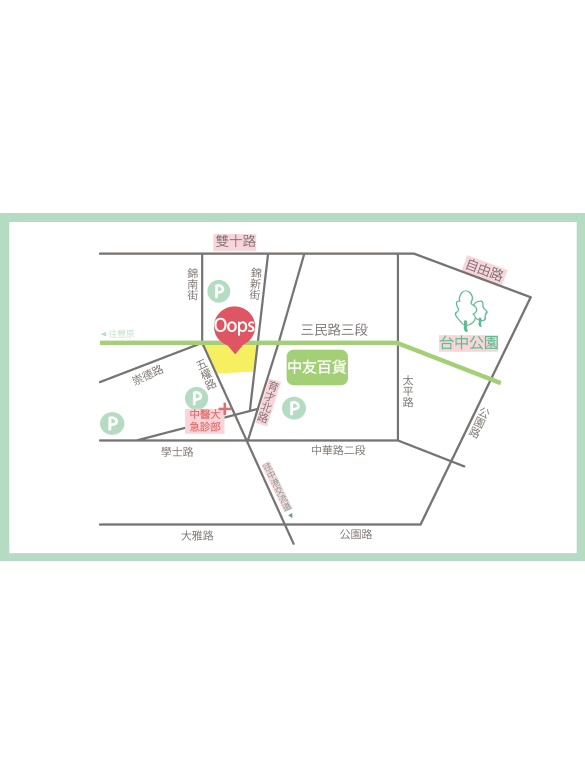 雙十路
自由路
錦南街
P
錦新街
Oops
三民路三段
台中公園
◄往豐原
中友百貨
崇德路
五權路
P
育才北路
P
太平路
中醫大
急診部
P
公園路
學士路
中華路二段
往中港交流道
大雅路
公園路